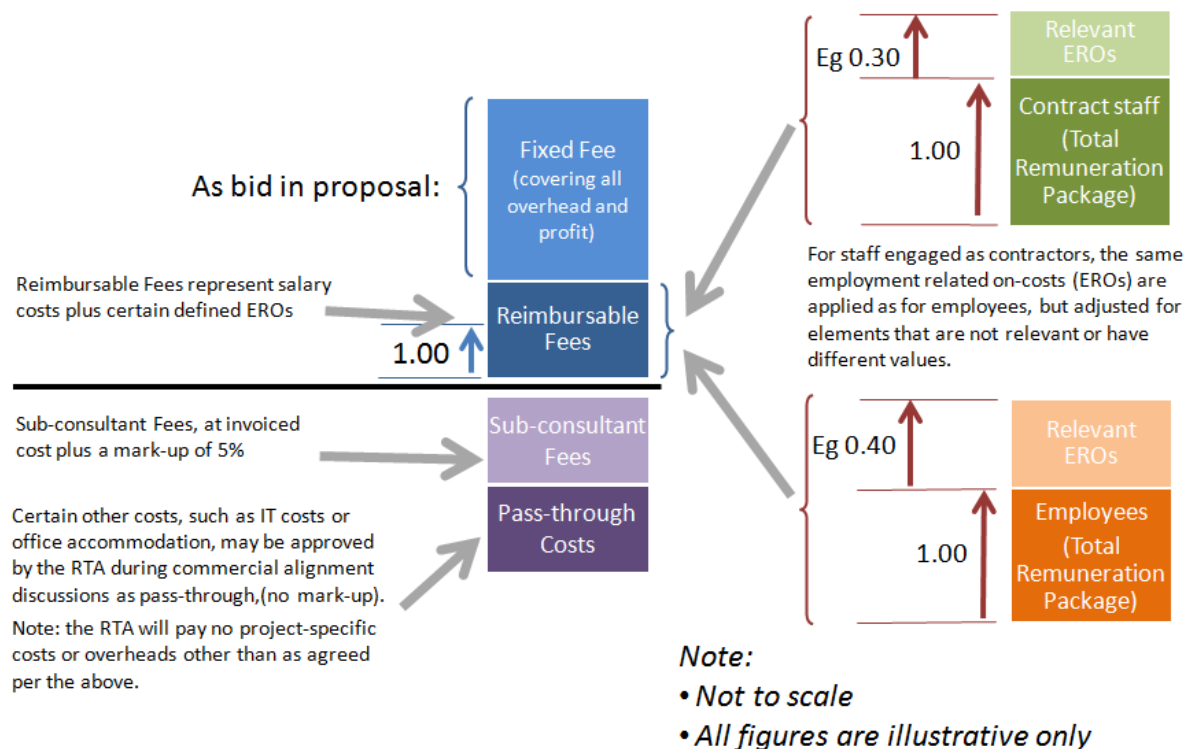 As bid in proposal:
Fixed Fee
(covering all
overhead and
profit)
Reimbursable Fees represent salary
costs plus certain defined EROs
1.00
Reimbursable
Fees
Sub-consultant Fees, at invoiced
cost plus a mark-up of 5%
Sub-consultant
Fees
Certain other costs, such as IT costs or
office accommodation, may be approved
by the RTA during commercial alignment
discussions as pass-through,(no mark-up).
Note: the RTA will pay no project-specific
costs or overheads other than as agreed
per the above.
Pass-through
Costs
Eg 0.30
Relevant
EROs
1.00
Contract staff
(Total
Remuneration
Package)
For staff engaged as contractors, the same
employment related on-costs (EROs) are
applied as for employees, but adjusted for
elements that are not relevant or have
different values.
Eg 0.40
Relevant
EROs
1.00
Employees
(Total
Remuneration
Package)
Note:
• Not to scale
• All figures are illustrative only